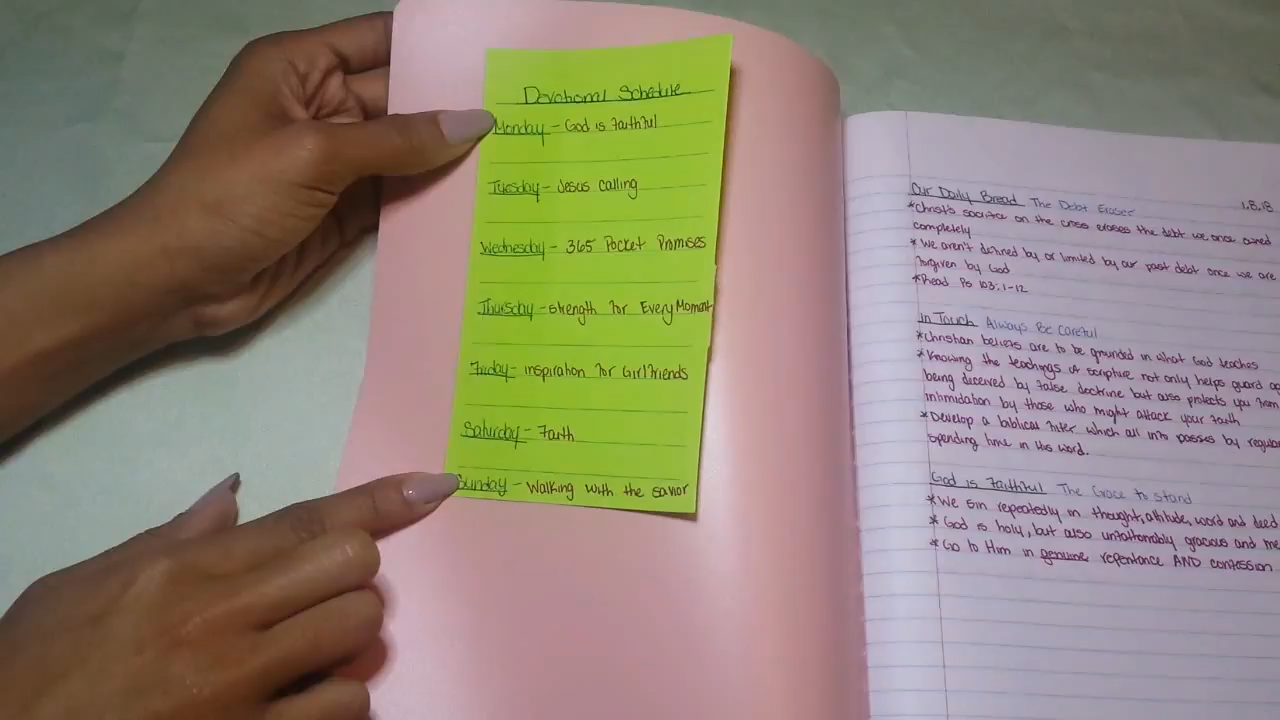 Devotional Schedule
Monday - God is Faithful
Tuesday - Jesus Calling
Wednesday - 365 Pocket Promises
Thursday - Strength for Every Moment
Friday - Inspiration for Girlfriends
Saturday - Faith
Sunday - Walking with the savior
Our Daily Bread The Debt Eraser 1.8.18
*Christ's sacrifice on the cross erases the debt we once owed
completely
*We aren't defined by or limited by our past debt once we are
forgiven by God
*Read Ps 103:1-12
In Touch Always Be Careful
*Christian beliefs are to be grounded in what God teaches
*Knowing the teachings of scripture not only helps guard
being deceived by false doctrine but also protects you from
intimidation by those who might attack your faith
*Develop a biblical filter which all info passes by
spending time in His word.
God is Faithful The Grace to Stand
*We sin repeatedly in thought, attitude, word and deed
*God is holy, but also unfathomably gracious and
*Go to Him in genuine repentance AND confession